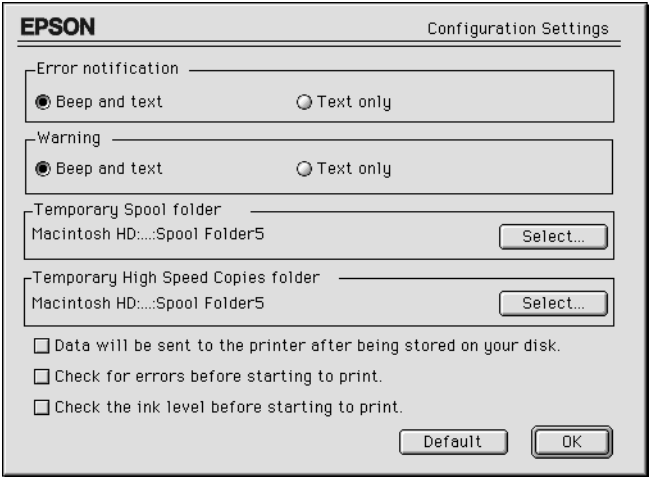 EPSON Configuration Settings
Error notification
Beep and text Text only
Warning
Beep and text Text only
Temporary Spool folder
Macintosh HD:...:Spool Folder5 Select...
Temporary High Speed Copies folder
Macintosh HD:...:Spool Folder5 Select...
Data will be sent to the printer after being stored on your disk.
Check for errors before starting to print.
Check the ink level before starting to print.
Default OK